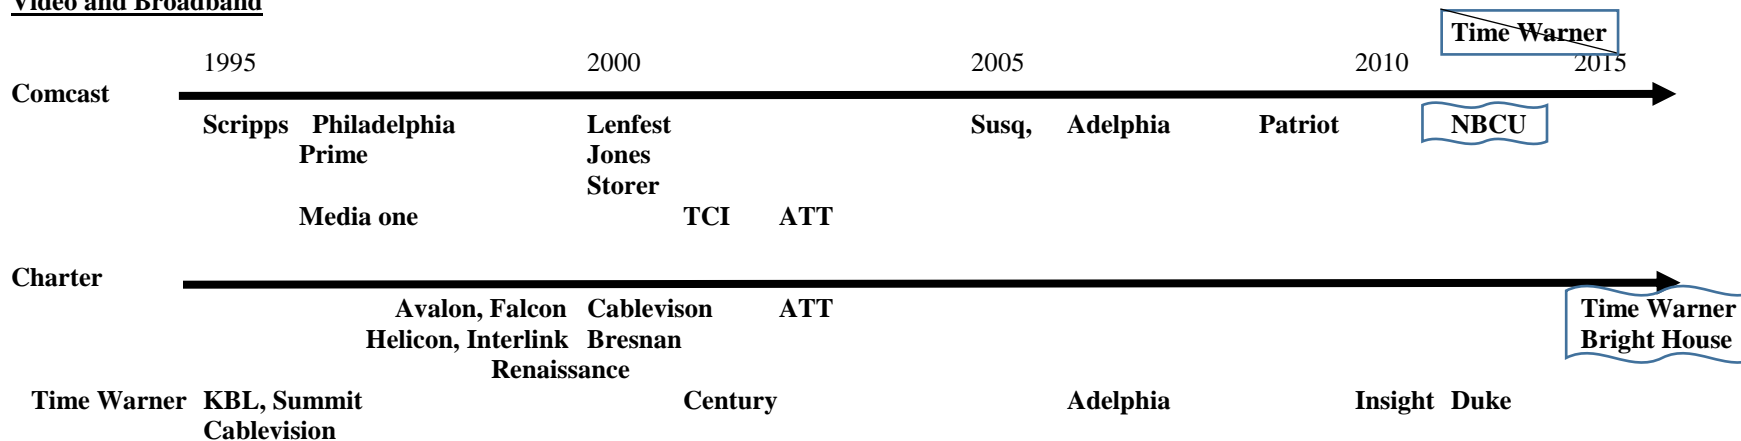 Video and Broadband
Time Warner
1995 2000 2005 2010 2015
Comcast
Scripps Philadelphia Lenfest Susq, Adelphia Patriot NBCU
Prime Jones
Storer
Media one TCI ATT
Charter
Avalon, Falcon Cablevison ATT Time Warner
Helicon, Interlink Bresnan Bright House
Renaissance
Time Warner KBL, Summit Century Adelphia Insight Duke
Cablevision